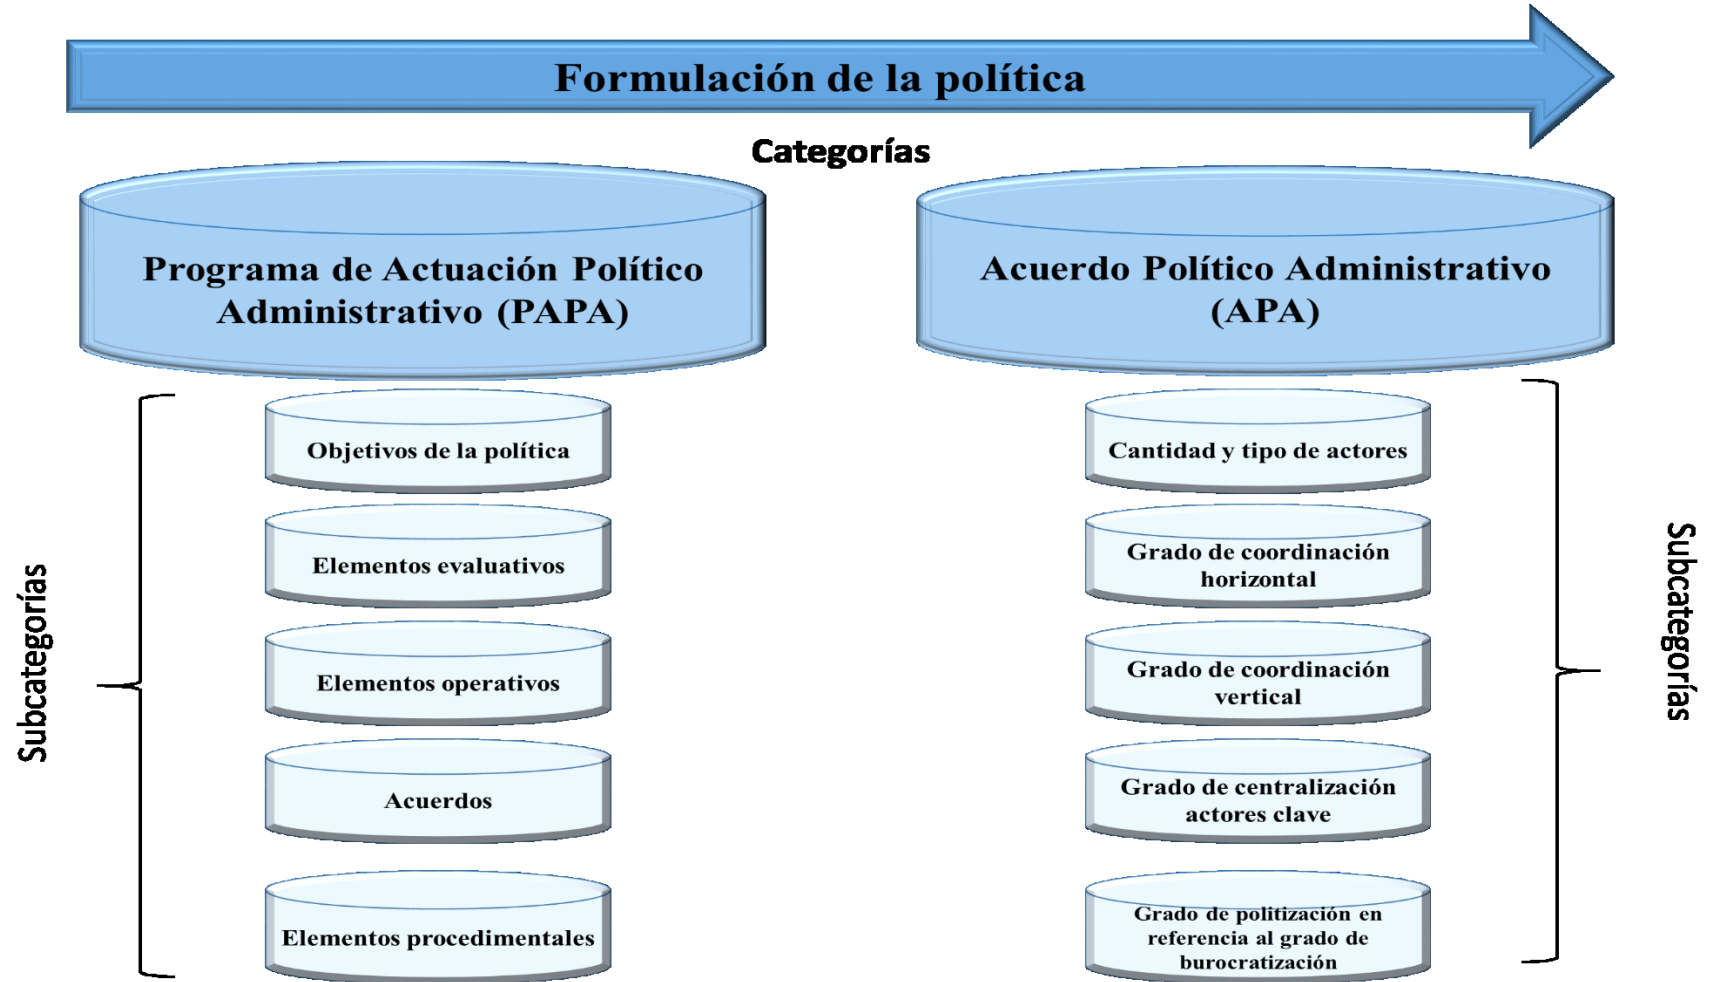 Formulación de la política
Categorías
Programa de Actuación Político
Administrativo (PAPA)
Subcategorías
Objetivos de la política
Elementos evaluativos
Elementos operativos
Acuerdos
Elementos procedimentales
Acuerdo Político Administrativo
(APA)
Cantidad y tipo de actores
Grado de coordinación
horizontal
Grado de coordinación
vertical
Grado de centralización
actores clave
Grado de politización en
referencia al grado de
burocratización
Subcategorías